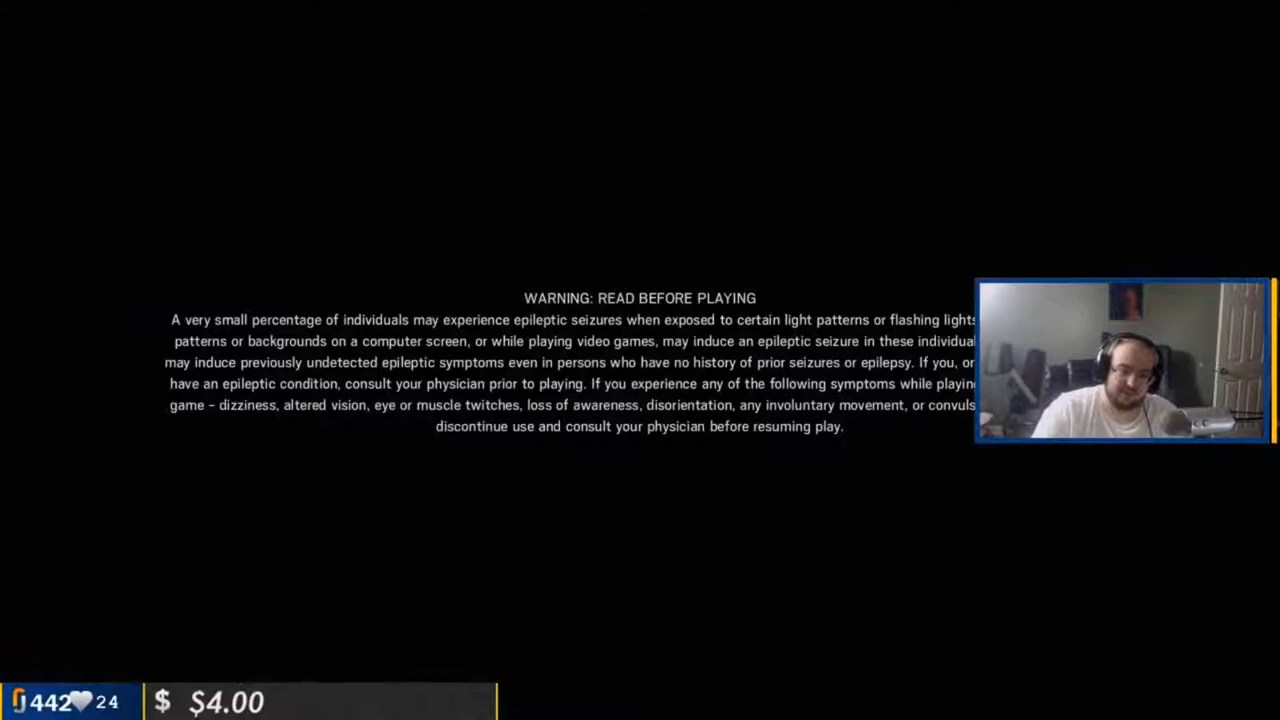 WARNING: READ BEFORE PLAYING
A very small percentage of individuals may experience epileptic seizures when exposed to certain light patterns or flashing lights
patterns or backgrounds on a computer screen, or while playing video games, may induce an epileptic seizure in these individual
may induce previously undetected epileptic symptoms even in persons who have no history of prior seizures or epilepsy. If you, or
have an epileptic condition, consult your physician prior to playing. If you experience any of the following symptoms while playin
game – dizziness, altered vision, eye or muscle twitches, loss of awareness, disorientation, any involuntary movement, or convuls
discontinue use and consult your physician before resuming play.
442 24 $ $4.00